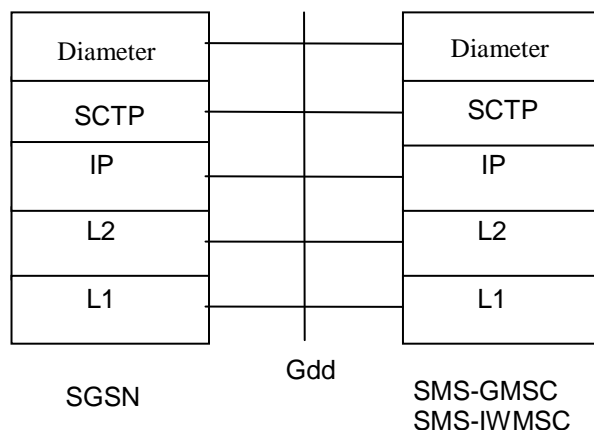 Diameter
Diameter
SCTP
SCTP
IP
IP
L2
L2
L1
L1
Gdd
SGSN
SMS-GMSC
SMS-IWMSC